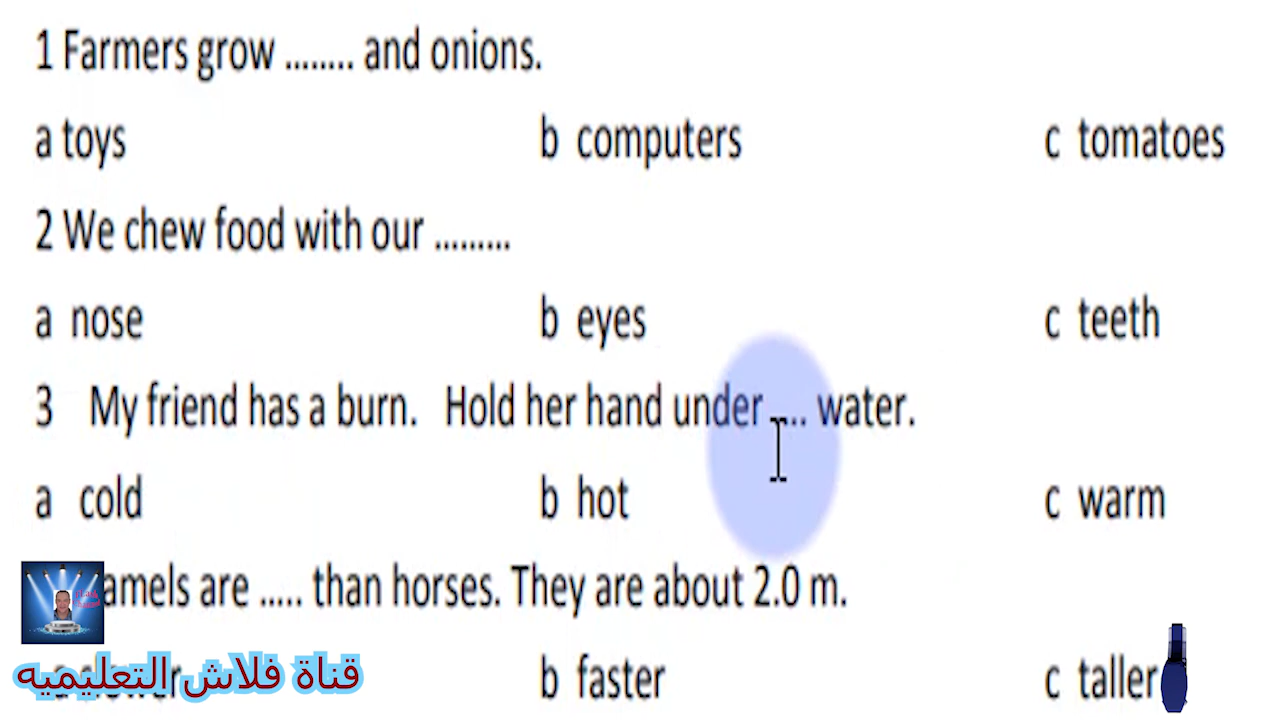 1 Farmers grow ........ and onions.
a toys b computers c tomatoes
2 We chew food with our .........
a nose b eyes c teeth
3 My friend has a burn. Hold her hand under .... water.
a cold b hot c warm
amels are ..... than horses. They are about 2.0 m.
b faster c taller
قناة فلاش التعليميه